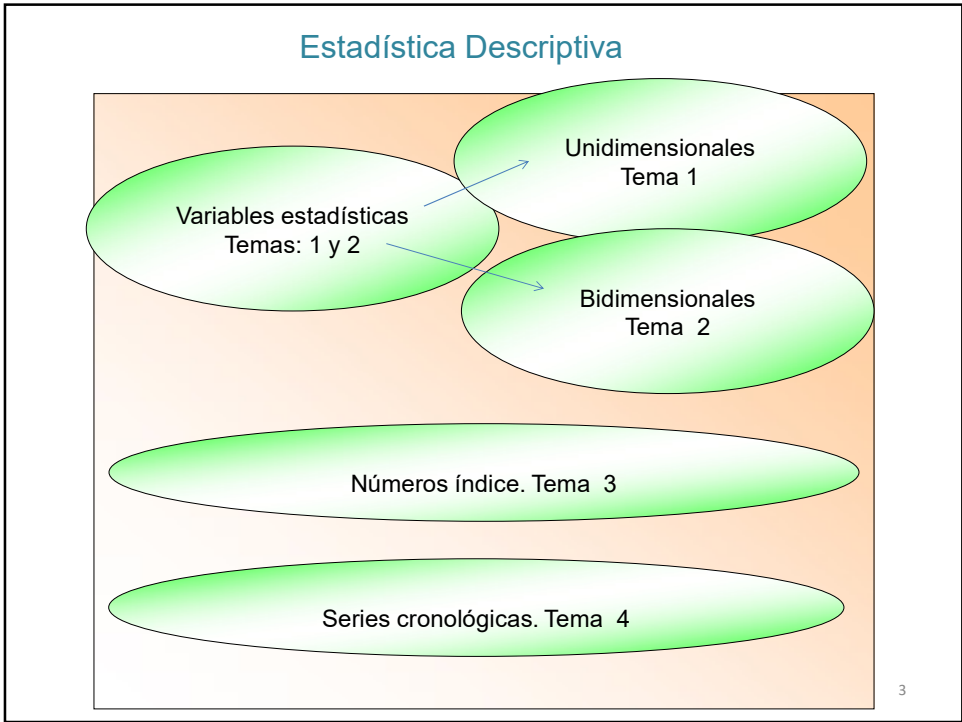 Estadística Descriptiva
Unidimensionales
Tema 1
Variables estadísticas
Temas: 1 y 2
Bidimensionales
Tema 2
Números índice. Tema 3
Series cronológicas. Tema 4
3